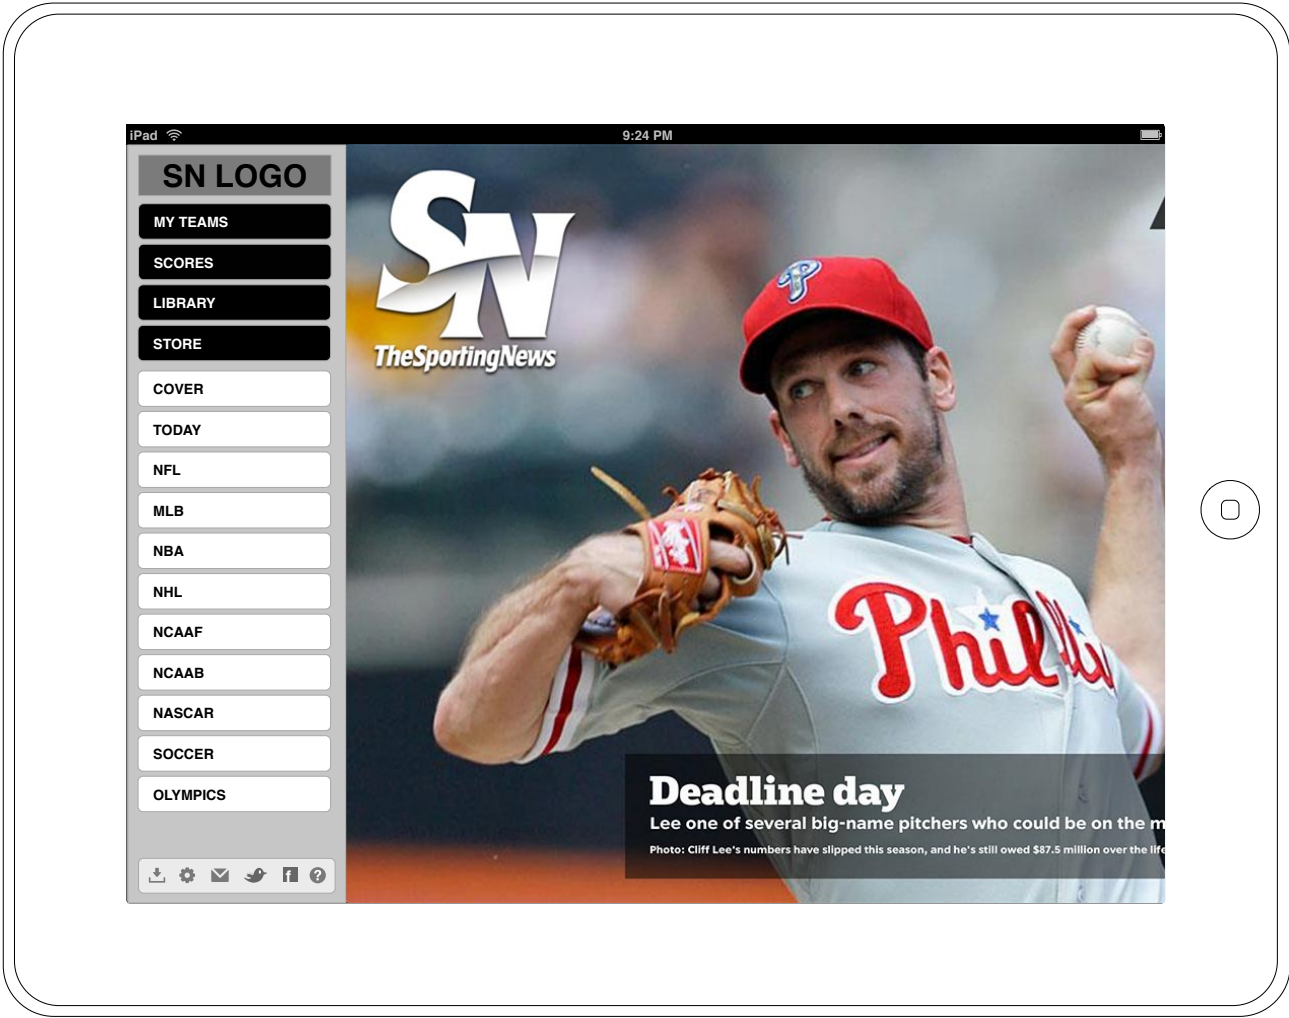 iPad
9:24 PM
SN LOGO
MY TEAMS
SCORES
LIBRARY
STORE
COVER
TODAY
NFL
MLB
NBA
NHL
NCAAF
NCAAB
NASCAR
SOCCER
OLYMPICS
SN
TheSportingNews
P
Philli
Deadline day
Lee one of several big-name pitchers who could be on the m
Photo: Cliff Lee's numbers have slipped this season, and he's still owed $87.5 million over the life